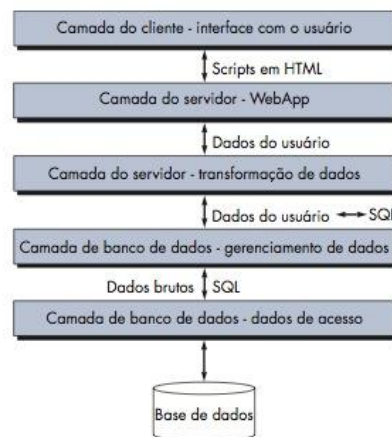 Camada do cliente - interface com o usuário
Scripts em HTML
Camada do servidor - WebApp
Dados do usuário
Camada do servidor - transformação de dados
Dados do usuário SQL
Camada de banco de dados - gerenciamento de dados
Dados brutos SQL
Camada de banco de dados - dados de acesso
Base de dados